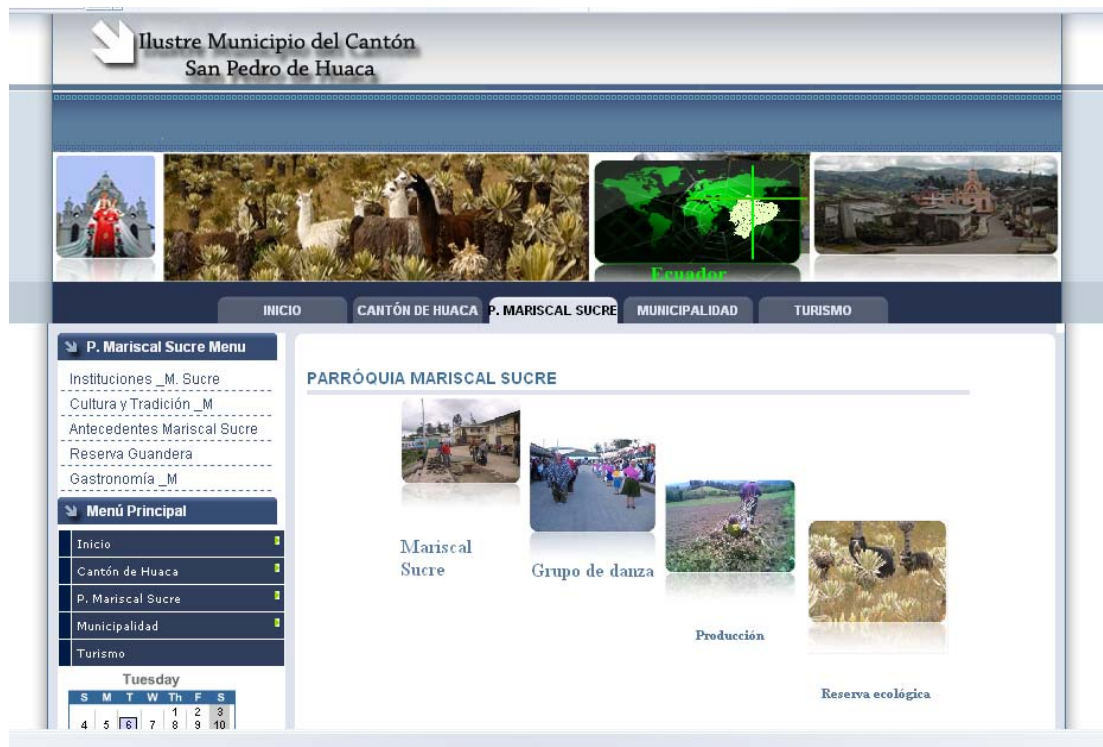 Ilustre Municipio del Cantón
San Pedro de Huaca
Ecuador
INICIO
CANTÓN DE HUACA
P. MARISCAL SUCRE
MUNICIPALIDAD
TURISMO
P. Mariscal Sucre Menu
Instituciones _M. Sucre
Cultura y Tradición _M
Antecedentes Mariscal Sucre
Reserva Guandera
Gastronomía _M
Menú Principal
Inicio
Cantón de Huaca
P. Mariscal Sucre
Municipalidad
Turismo
Tuesday
S M T W Th F S
1 2 3
4 5 6 7 8 9 10
PARRÓQUIA MARISCAL SUCRE
Mariscal
Sucre
Grupo de danza
Producción
Reserva ecológica